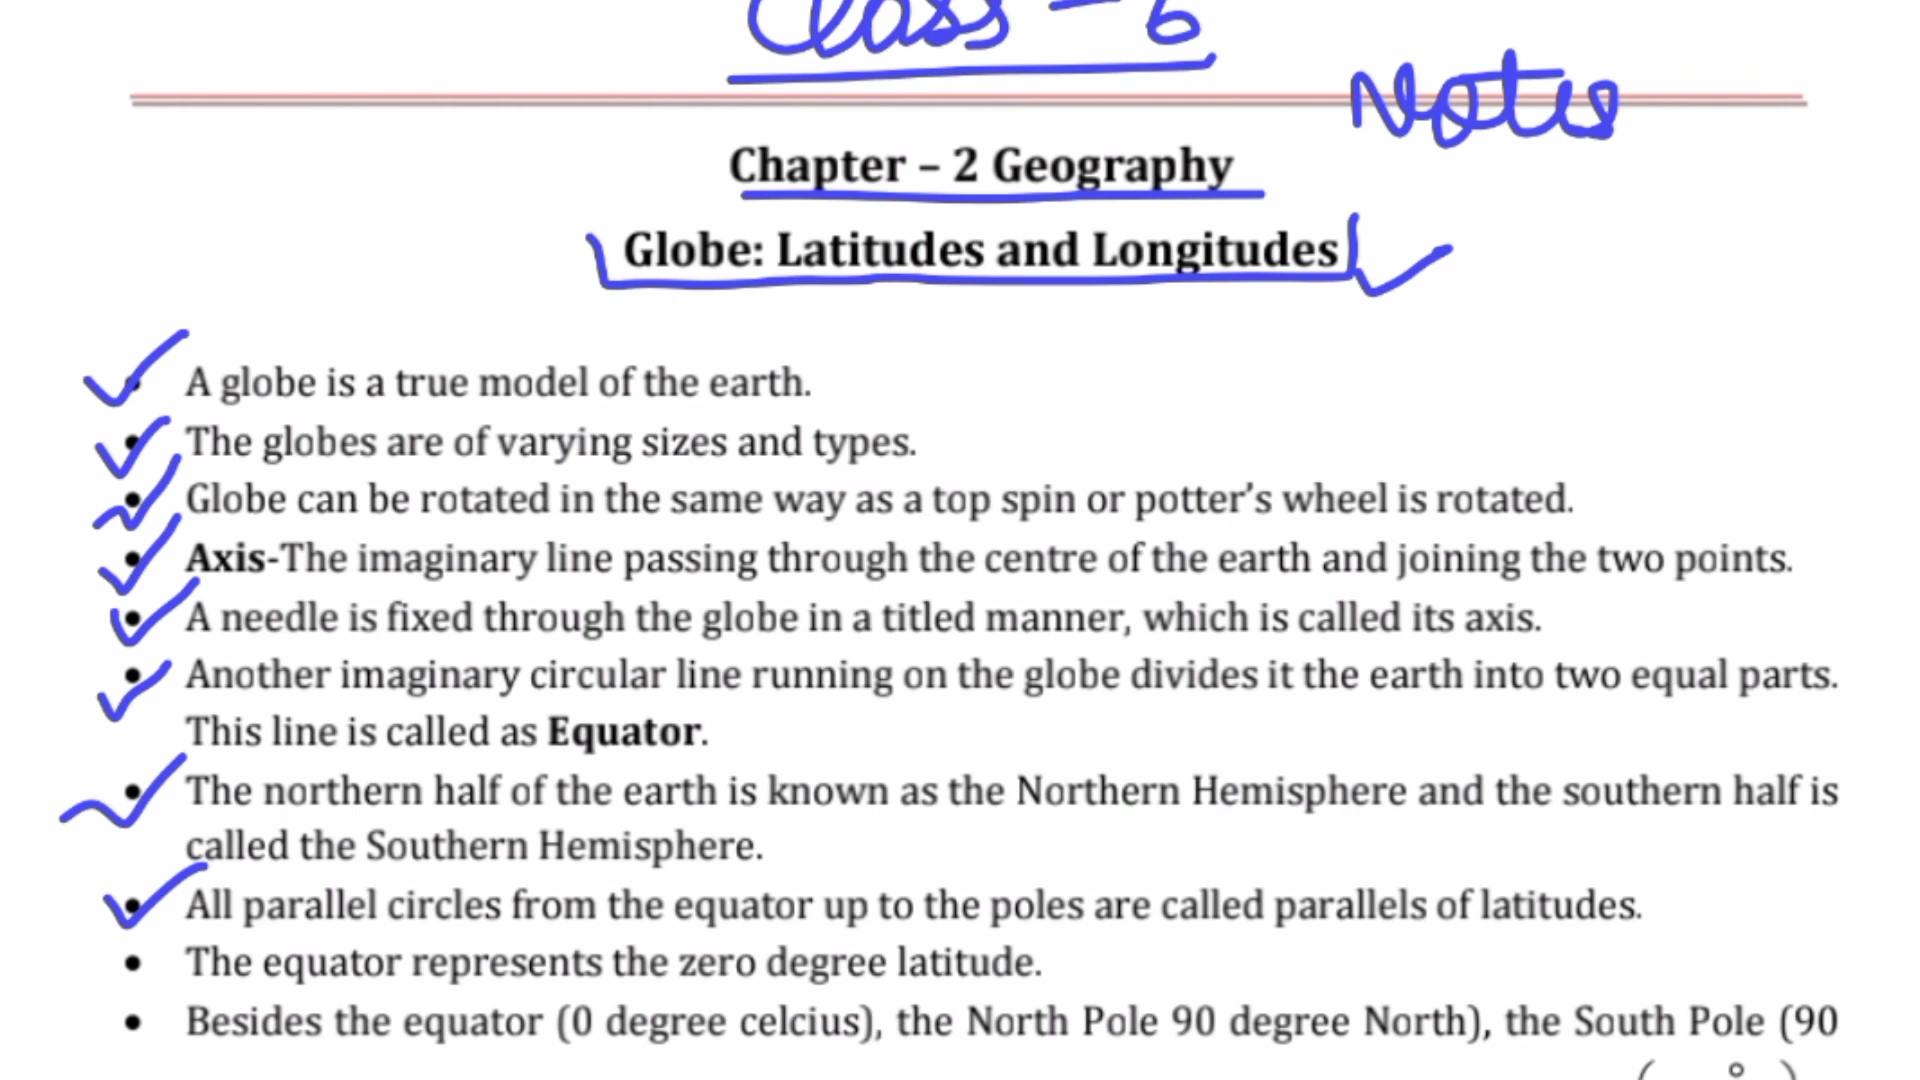 Class - 6
Notes
Chapter – 2 Geography
Globe: Latitudes and Longitudes
• A globe is a true model of the earth.
• The globes are of varying sizes and types.
• Globe can be rotated in the same way as a top spin or potter's wheel is rotated.
• Axis-The imaginary line passing through the centre of the earth and joining the two points.
• A needle is fixed through the globe in a titled manner, which is called its axis.
• Another imaginary circular line running on the globe divides it the earth into two equal parts.
This line is called as Equator.
• The northern half of the earth is known as the Northern Hemisphere and the southern half is
called the Southern Hemisphere.
• All parallel circles from the equator up to the poles are called parallels of latitudes.
• The equator represents the zero degree latitude.
• Besides the equator (0 degree celcius), the North Pole 90 degree North), the South Pole (90